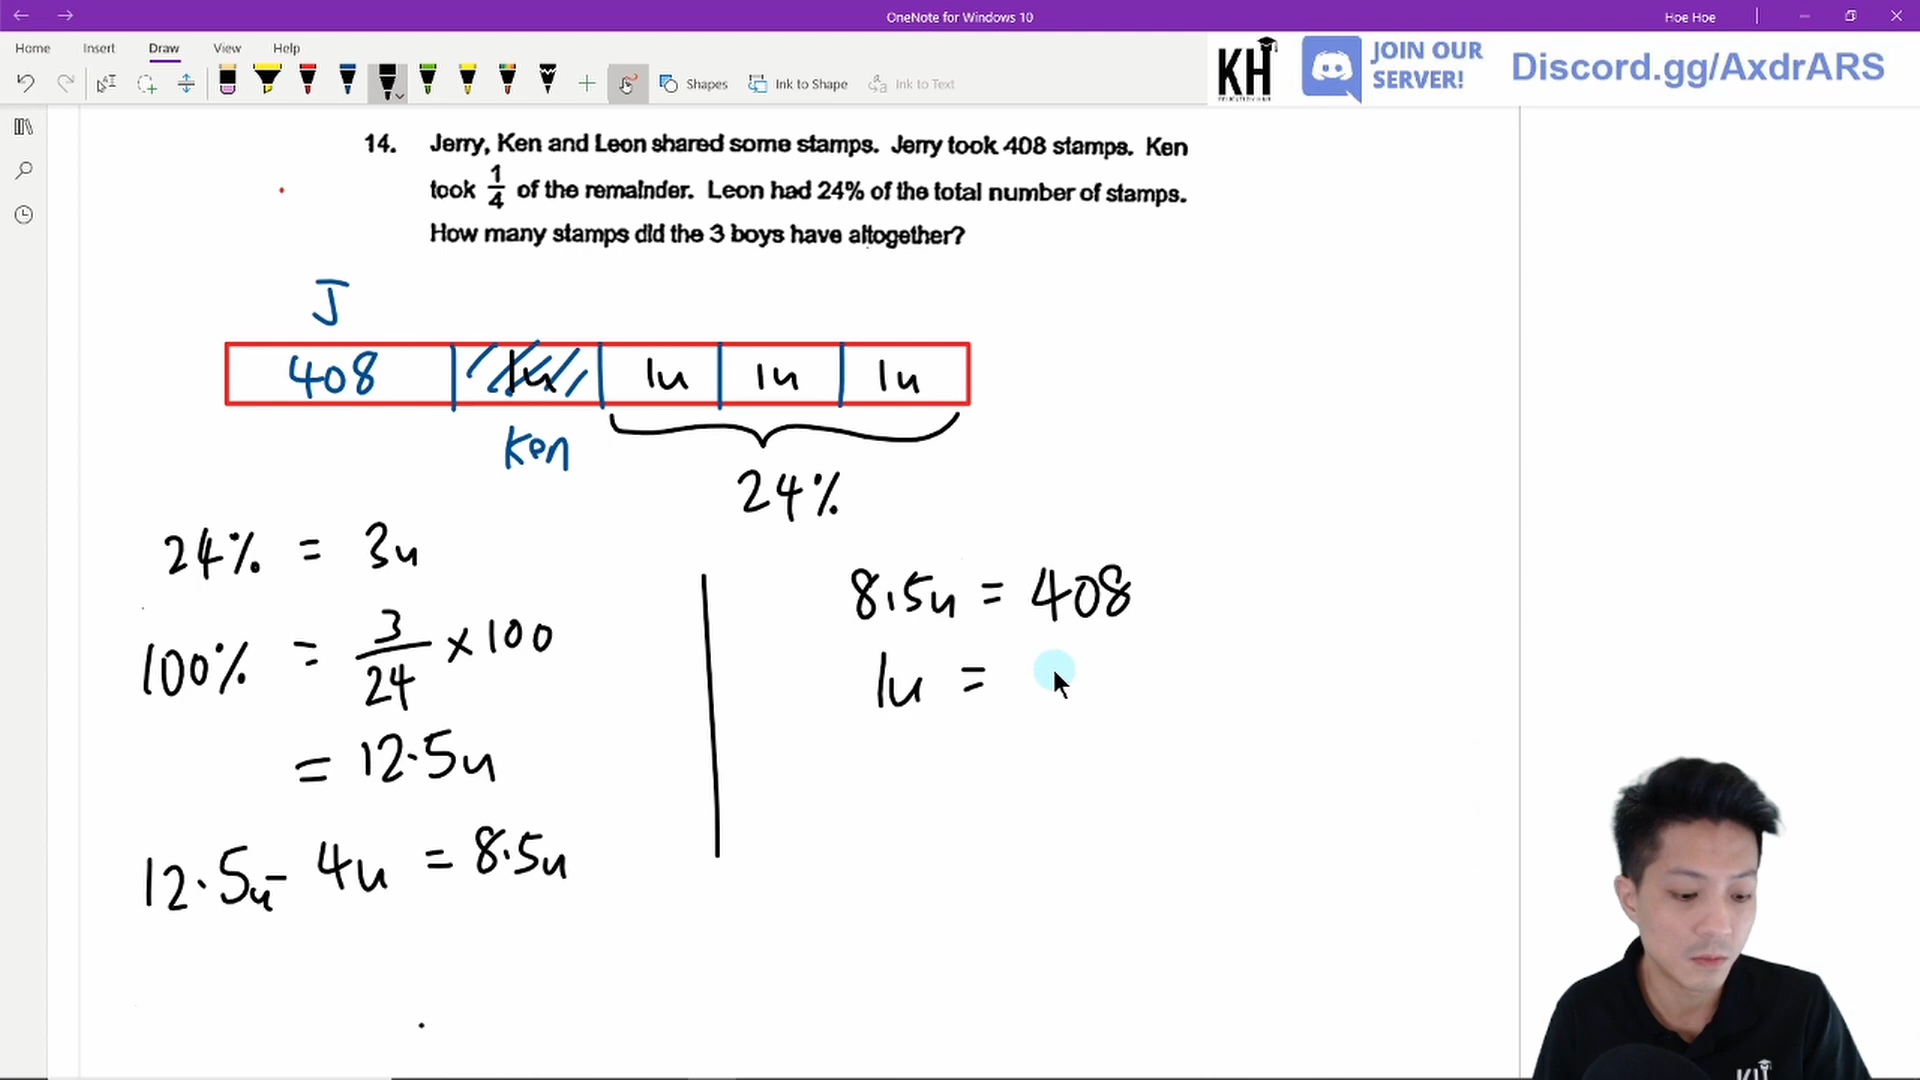 OneNote for Windows 10
Hoe Hoe
Home Insert Draw View Help
Shapes Ink to Shape Ink to Text
KH
JOIN OUR SERVER!
Discord.gg/AxdrARS
14. Jerry, Ken and Leon shared some stamps. Jerry took 408 stamps. Ken
took 1/4 of the remainder. Leon had 24% of the total number of stamps.
How many stamps did the 3 boys have altogether?
J
408 1u 1u 1u 1u
Ken
24%
24% = 3u
100% = 3/24 × 100
= 12.5u
12.5u - 4u = 8.5u
8.5u = 408
1u =
KH